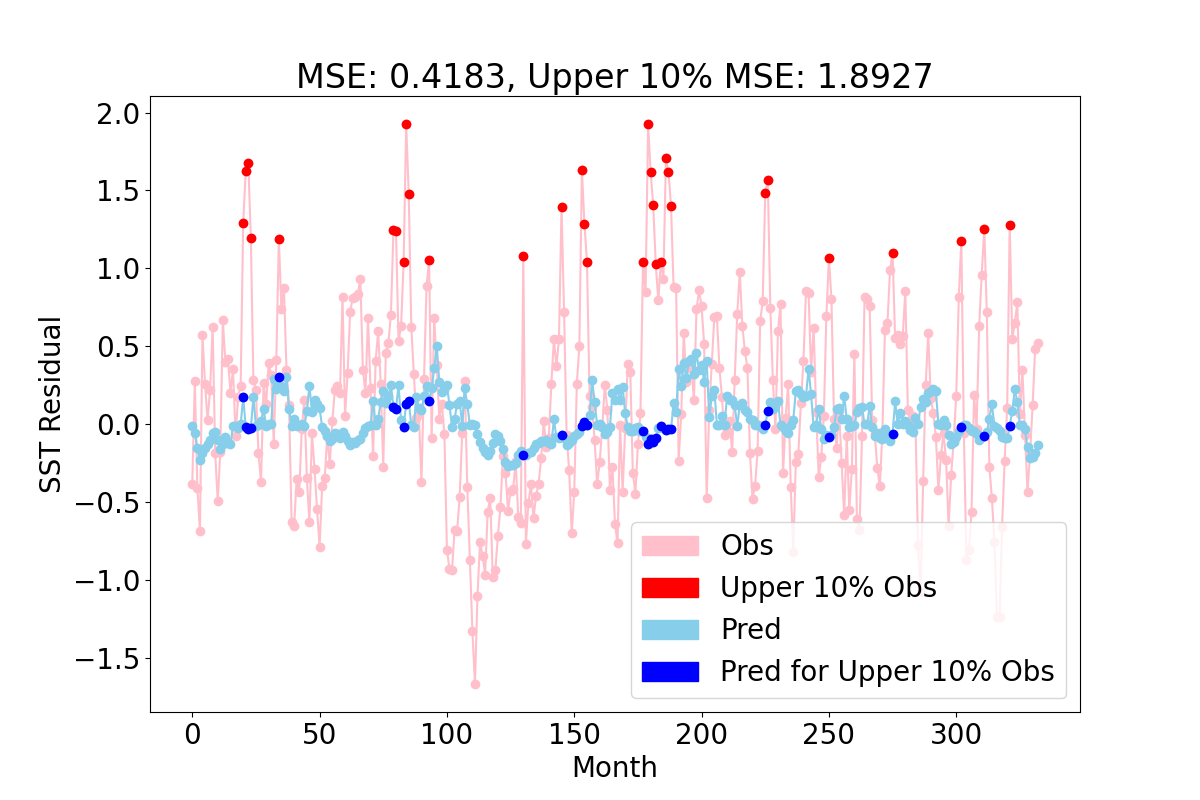 MSE: 0.4183, Upper 10% MSE: 1.8927
2.0
1.5
1.0
0.5
0.0
−0.5
−1.0
−1.5
SST Residual
Obs
Upper 10% Obs
Pred
Pred for Upper 10% Obs
0 50 100 150 200 250 300
Month